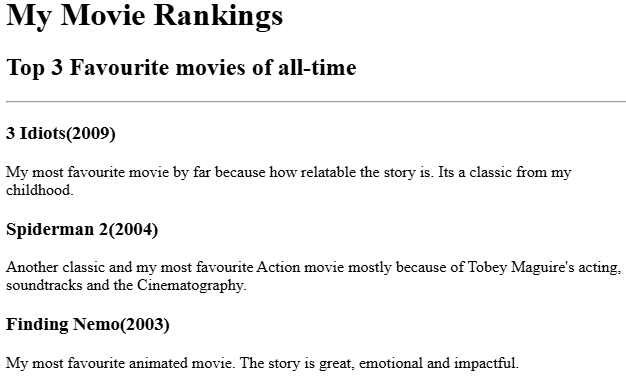 My Movie Rankings
Top 3 Favourite movies of all-time
3 Idiots(2009)
My most favourite movie by far because how relatable the story is. Its a classic from my
childhood.
Spiderman 2(2004)
Another classic and my most favourite Action movie mostly because of Tobey Maguire's acting,
soundtracks and the Cinematography.
Finding Nemo(2003)
My most favourite animated movie. The story is great, emotional and impactful.